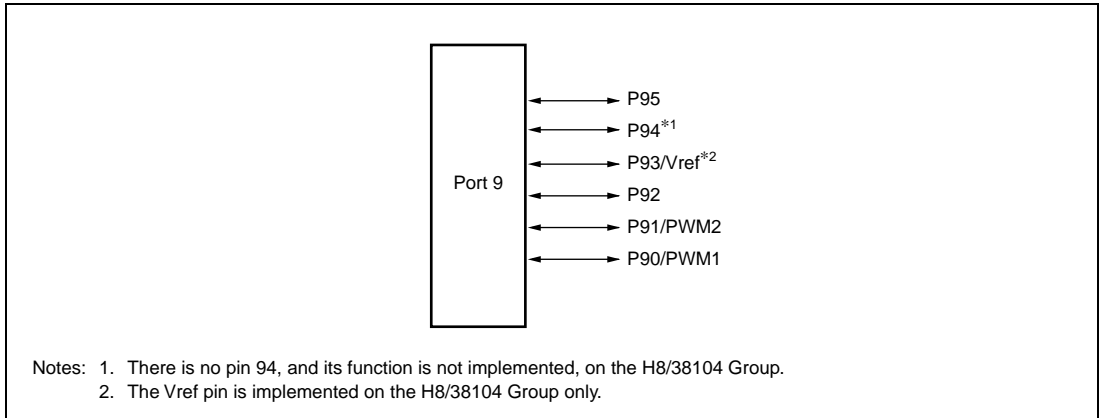 Port 9
P95
P94*1
P93/Vref*2
P92
P91/PWM2
P90/PWM1
Notes: 1. There is no pin 94, and its function is not implemented, on the H8/38104 Group.
2. The Vref pin is implemented on the H8/38104 Group only.